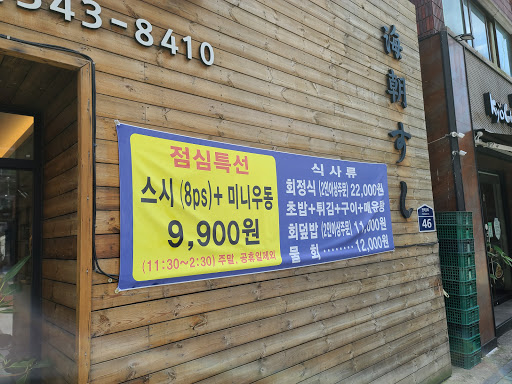 343-8410
海朝すし
점심특선
스시 (8ps)+ 미니우동
9,900원
(11:30~2:30) 주말, 공휴일제외
식 사 류
회정식 (2인이상주문) 22,000원
초밥+튀김+구이+매운탕
회덮밥 (2인이상주문) 11,000원
물 회 ......... 12,000원
46